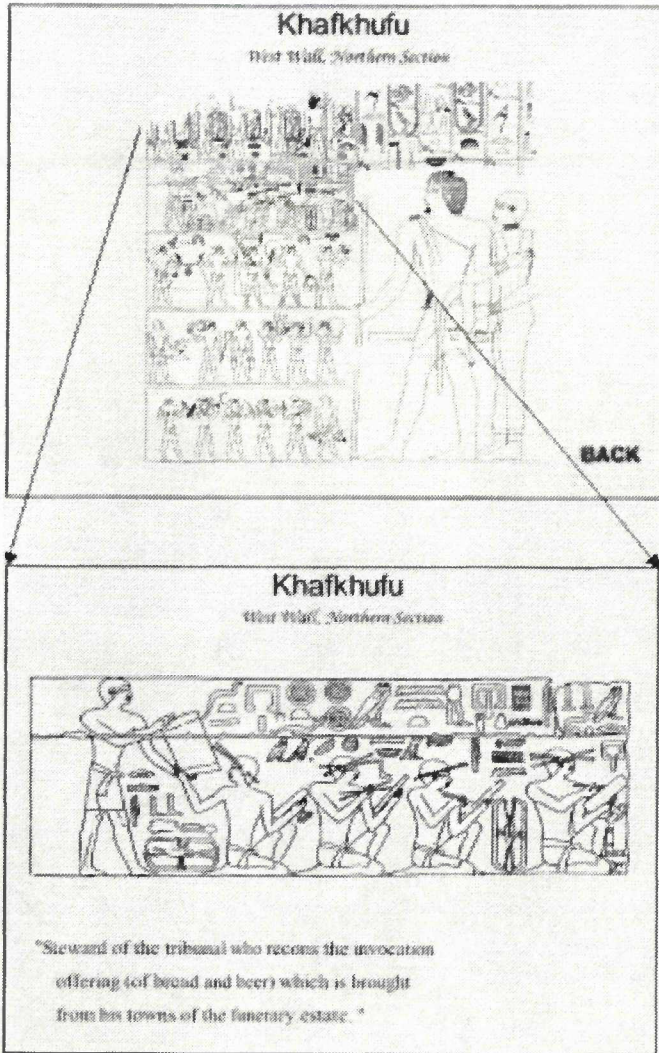 Khafkhufu
West Wall, Northern Section
BACK
Khafkhufu
West Wall, Northern Section
"Steward of the tribunal who recons the invocation
offering (of bread and beer) which is brought
from his towns of the funerary estate."